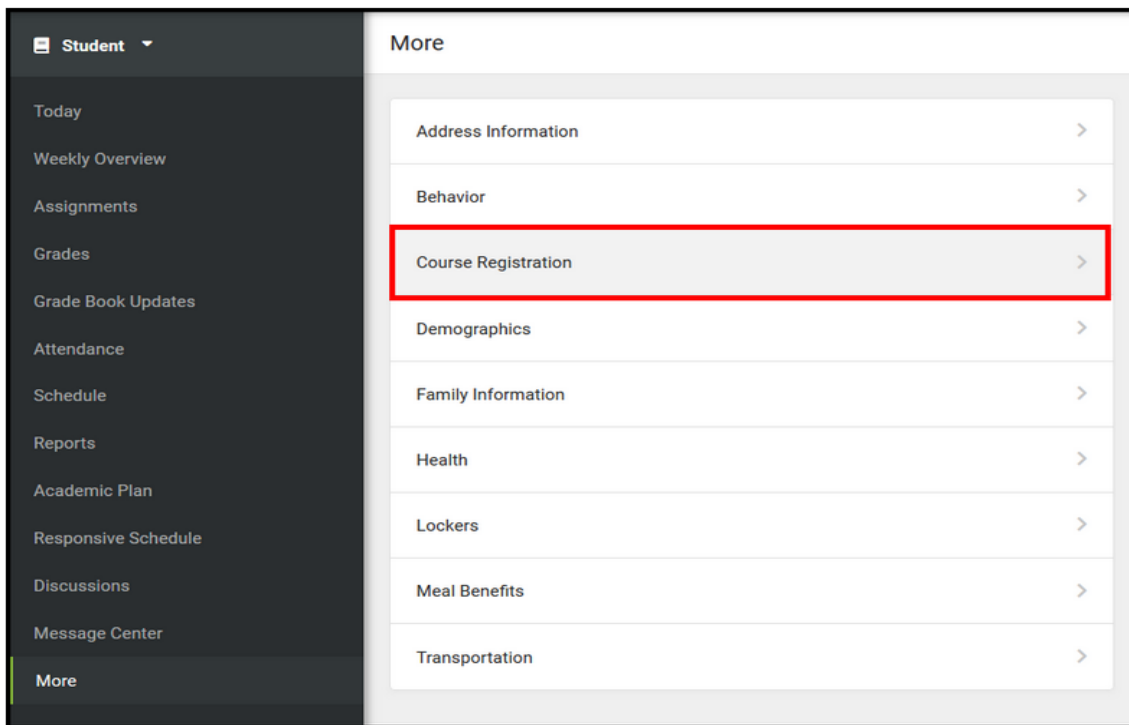 Student
Today
Weekly Overview
Assignments
Grades
Grade Book Updates
Attendance
Schedule
Reports
Academic Plan
Responsive Schedule
Discussions
Message Center
More
More
Address Information
Behavior
Course Registration
Demographics
Family Information
Health
Lockers
Meal Benefits
Transportation